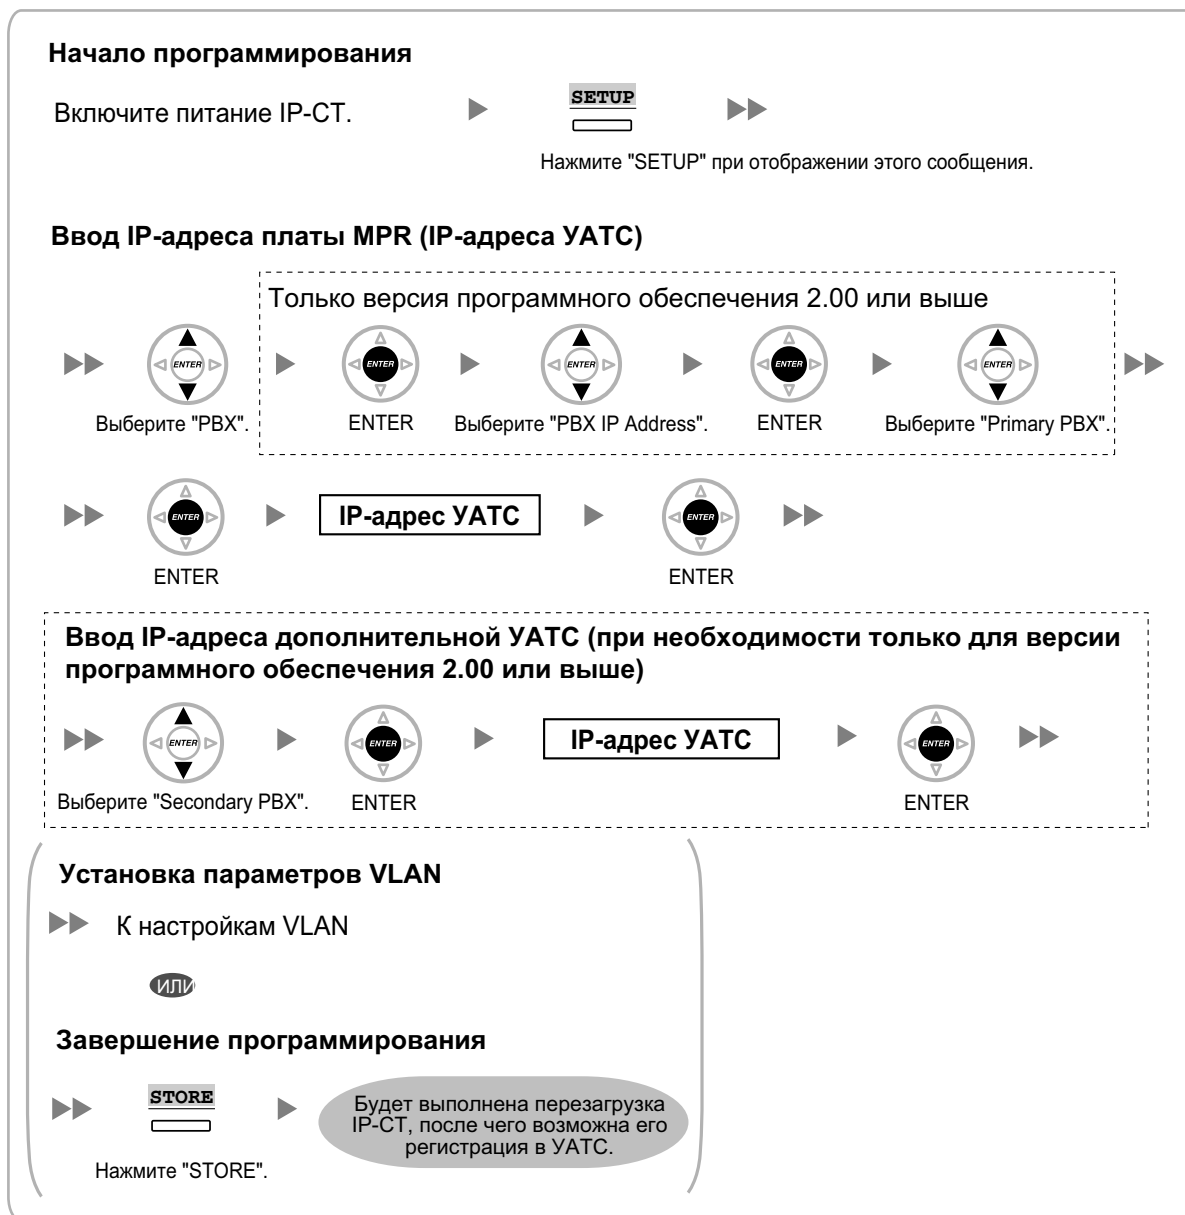 Начало программирования
Включите питание IP-СТ.
SETUP
Нажмите "SETUP" при отображении этого сообщения.
Ввод IP-адреса платы MPR (IP-адреса УАТС)
Только версия программного обеспечения 2.00 или выше
ENTER
ENTER
ENTER
ENTER
ENTER
Выберите "PBX".
ENTER
Выберите "PBX IP Address".
ENTER
Выберите "Primary PBX".
ENTER
IP-адрес УАТС
ENTER
ENTER
ENTER
Ввод IP-адреса дополнительной УАТС (при необходимости только для версии
программного обеспечения 2.00 или выше)
ENTER
ENTER
IP-адрес УАТС
ENTER
Выберите "Secondary PBX".
ENTER
ENTER
Установка параметров VLAN
К настройкам VLAN
ИЛИ
Завершение программирования
STORE
Будет выполнена перезагрузка
IP-СТ, после чего возможна его
регистрация в УАТС.
Нажмите "STORE".